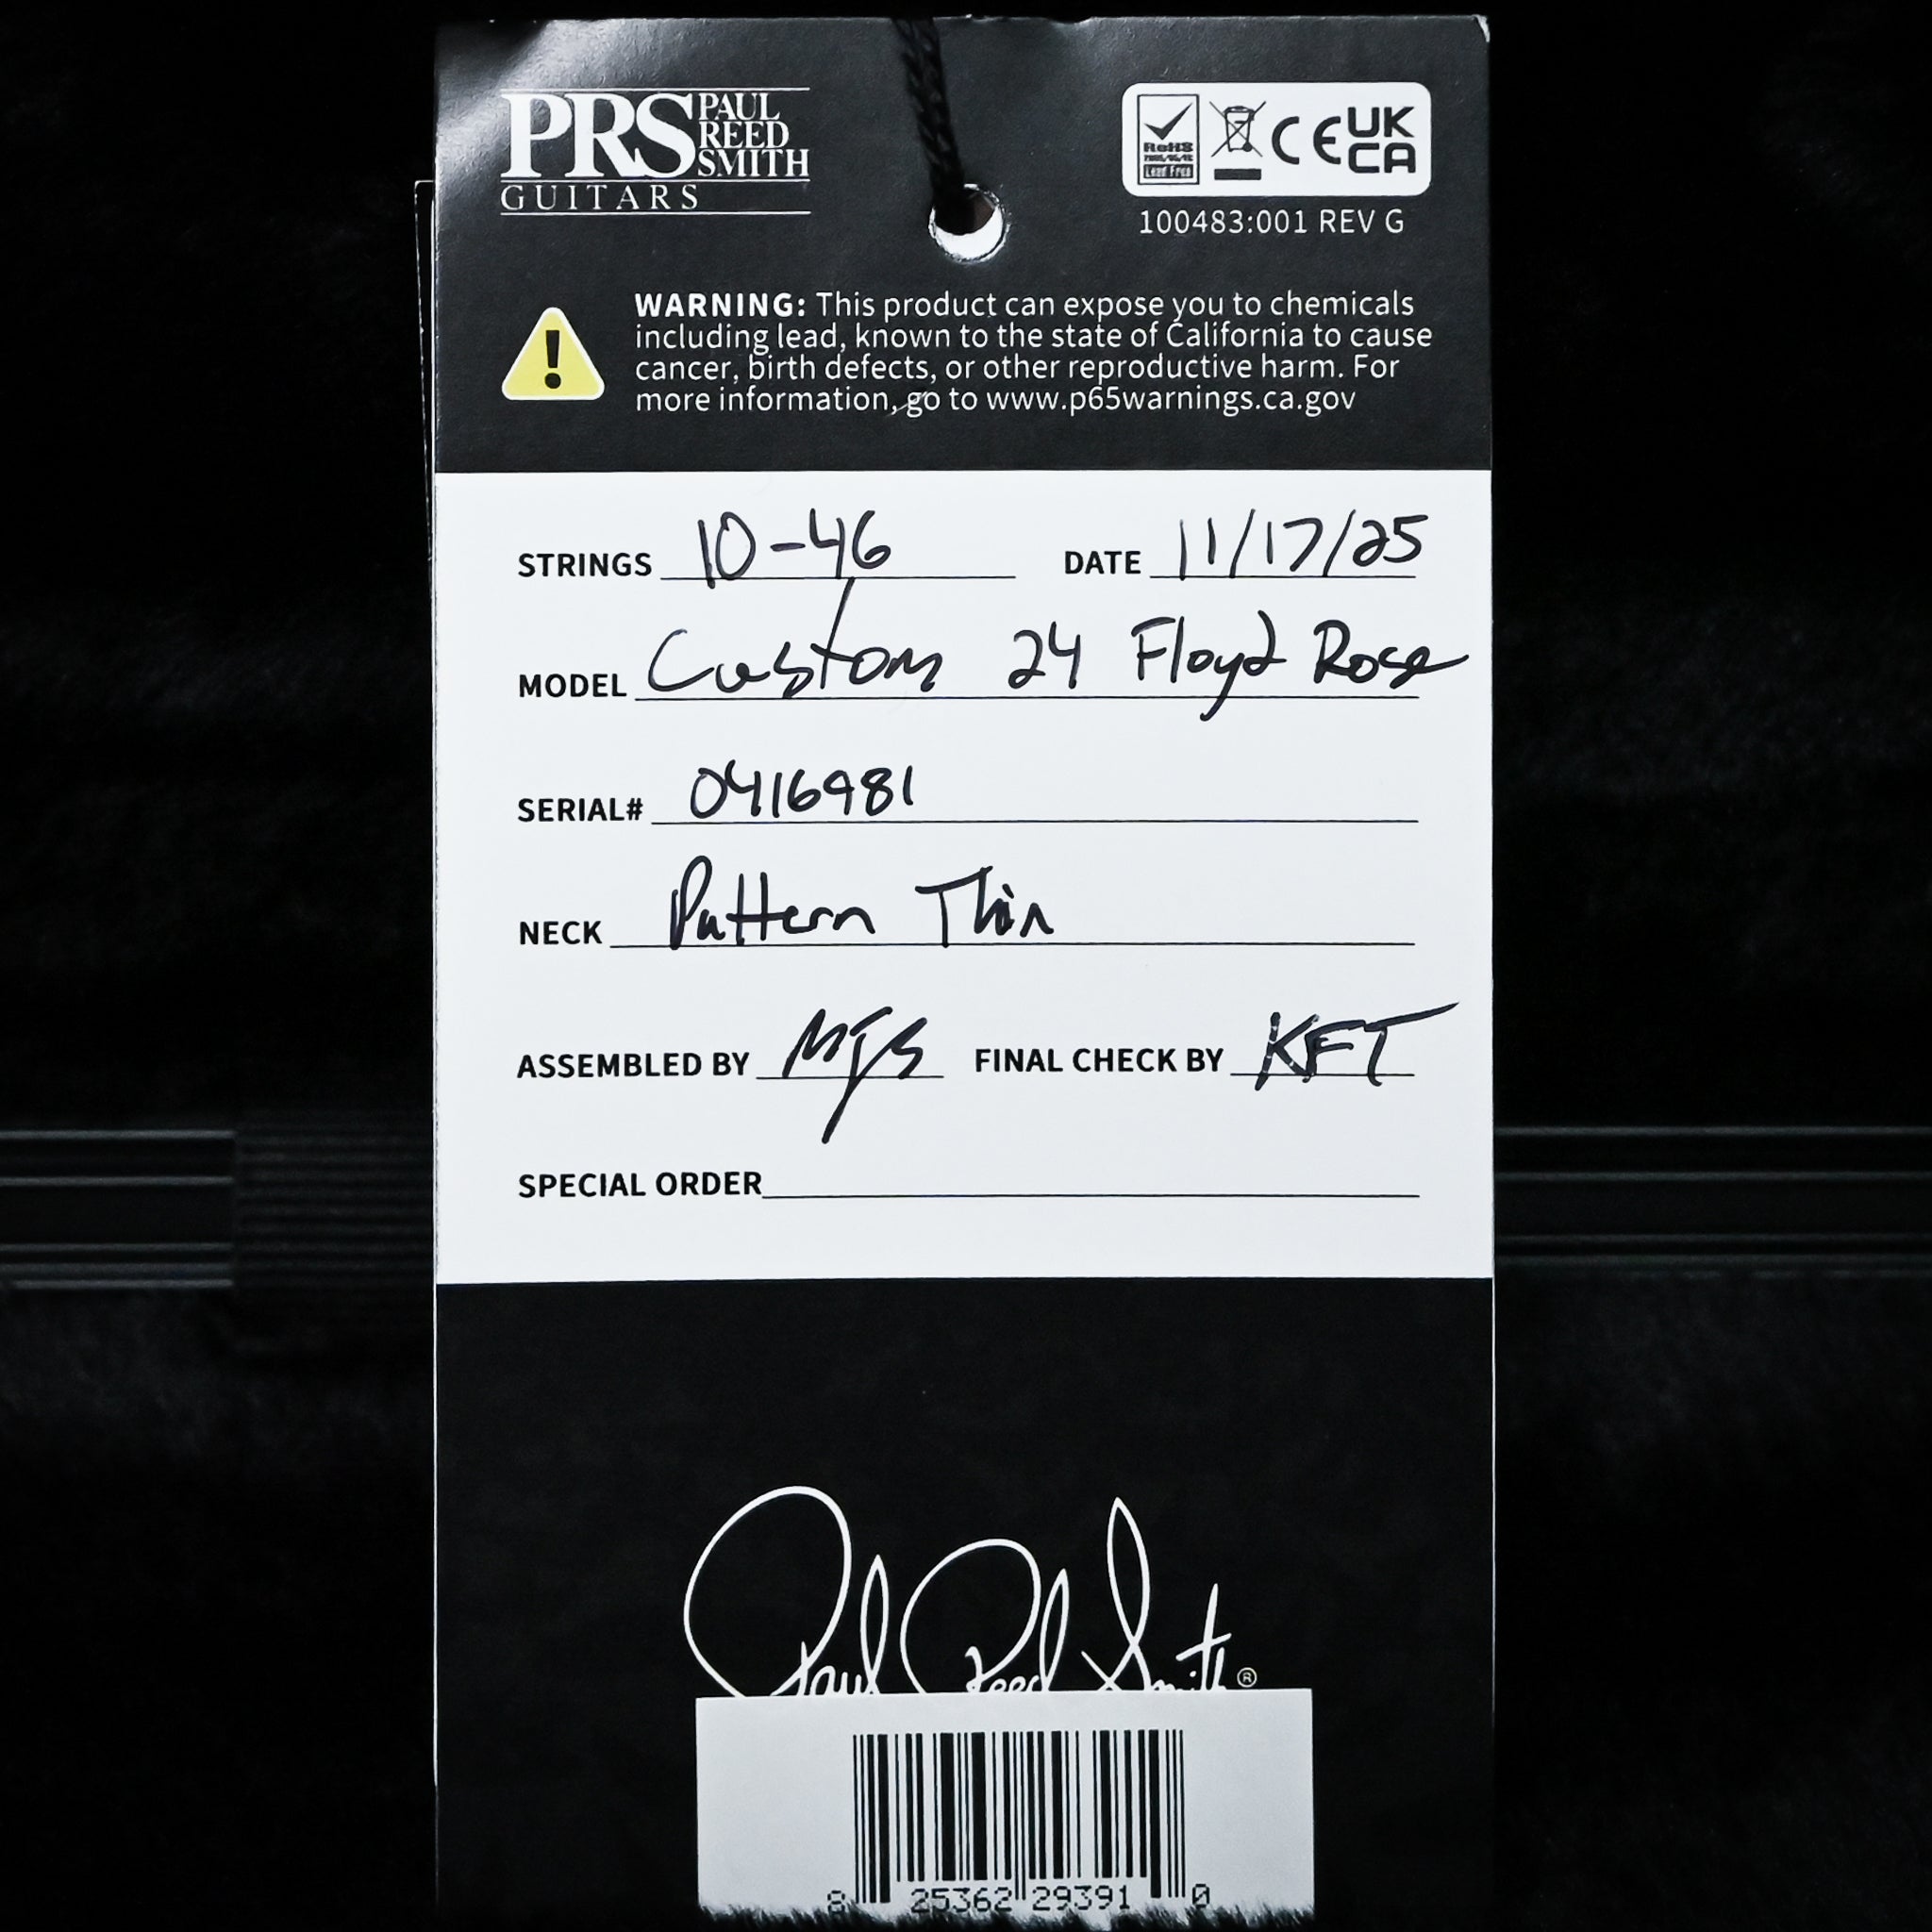 PRS PAUL REED SMITH
GUITARS
RoHS
2005/95/EC
Lead Free
CE UK CA
100483:001 REV G
WARNING: This product can expose you to chemicals
including lead, known to the state of California to cause
cancer, birth defects, or other reproductive harm. For
more information, go to www.p65warnings.ca.gov
STRINGS 10-46 DATE 11/17/25
MODEL Custom 24 Floyd Rose
SERIAL# 0416981
NECK Pattern Thin
ASSEMBLED BY MJS FINAL CHECK BY KFT
SPECIAL ORDER
Paul Reed Smith ®
8 25362 29391 0